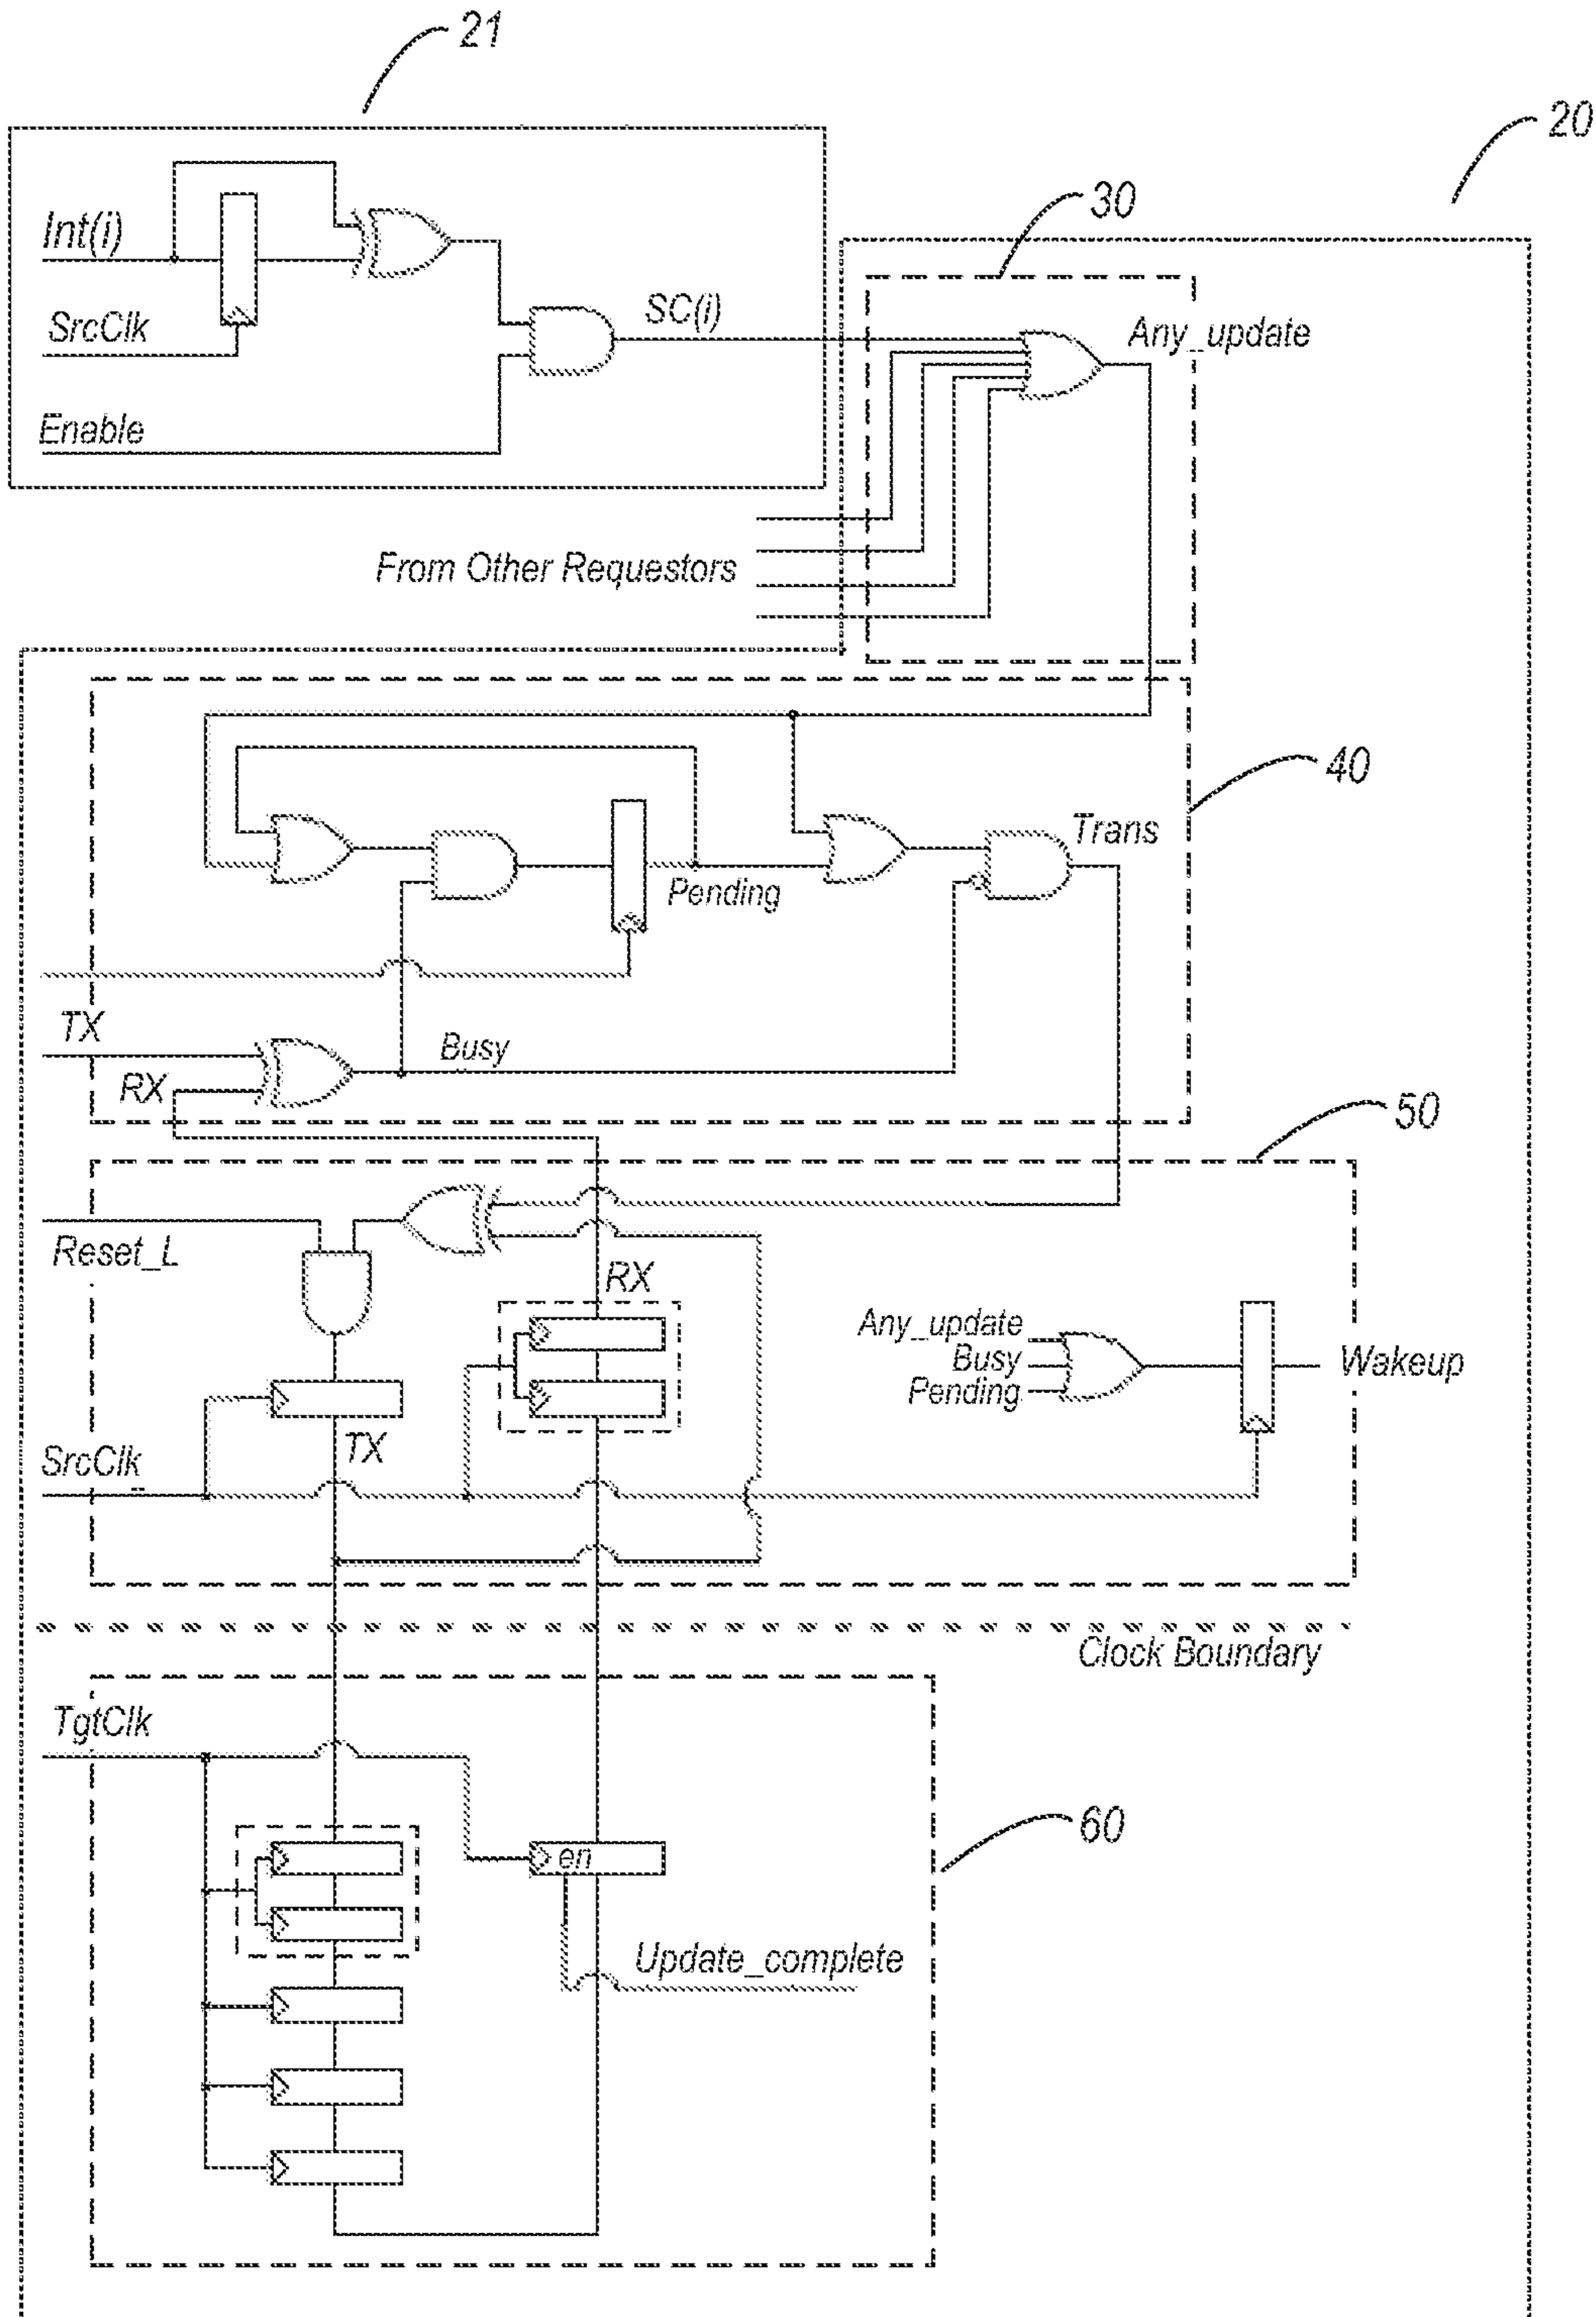 21
20
30
Int(i)
SrcClk
SC(i)
Any_update
Enable
From Other Requestors
40
Trans
Pending
TX
Busy
RX
50
Reset_L
RX
Any_update
Busy
Wakeup
Pending
TX
SrcClk
Clock Boundary
TgtClk
60
en
Update_complete